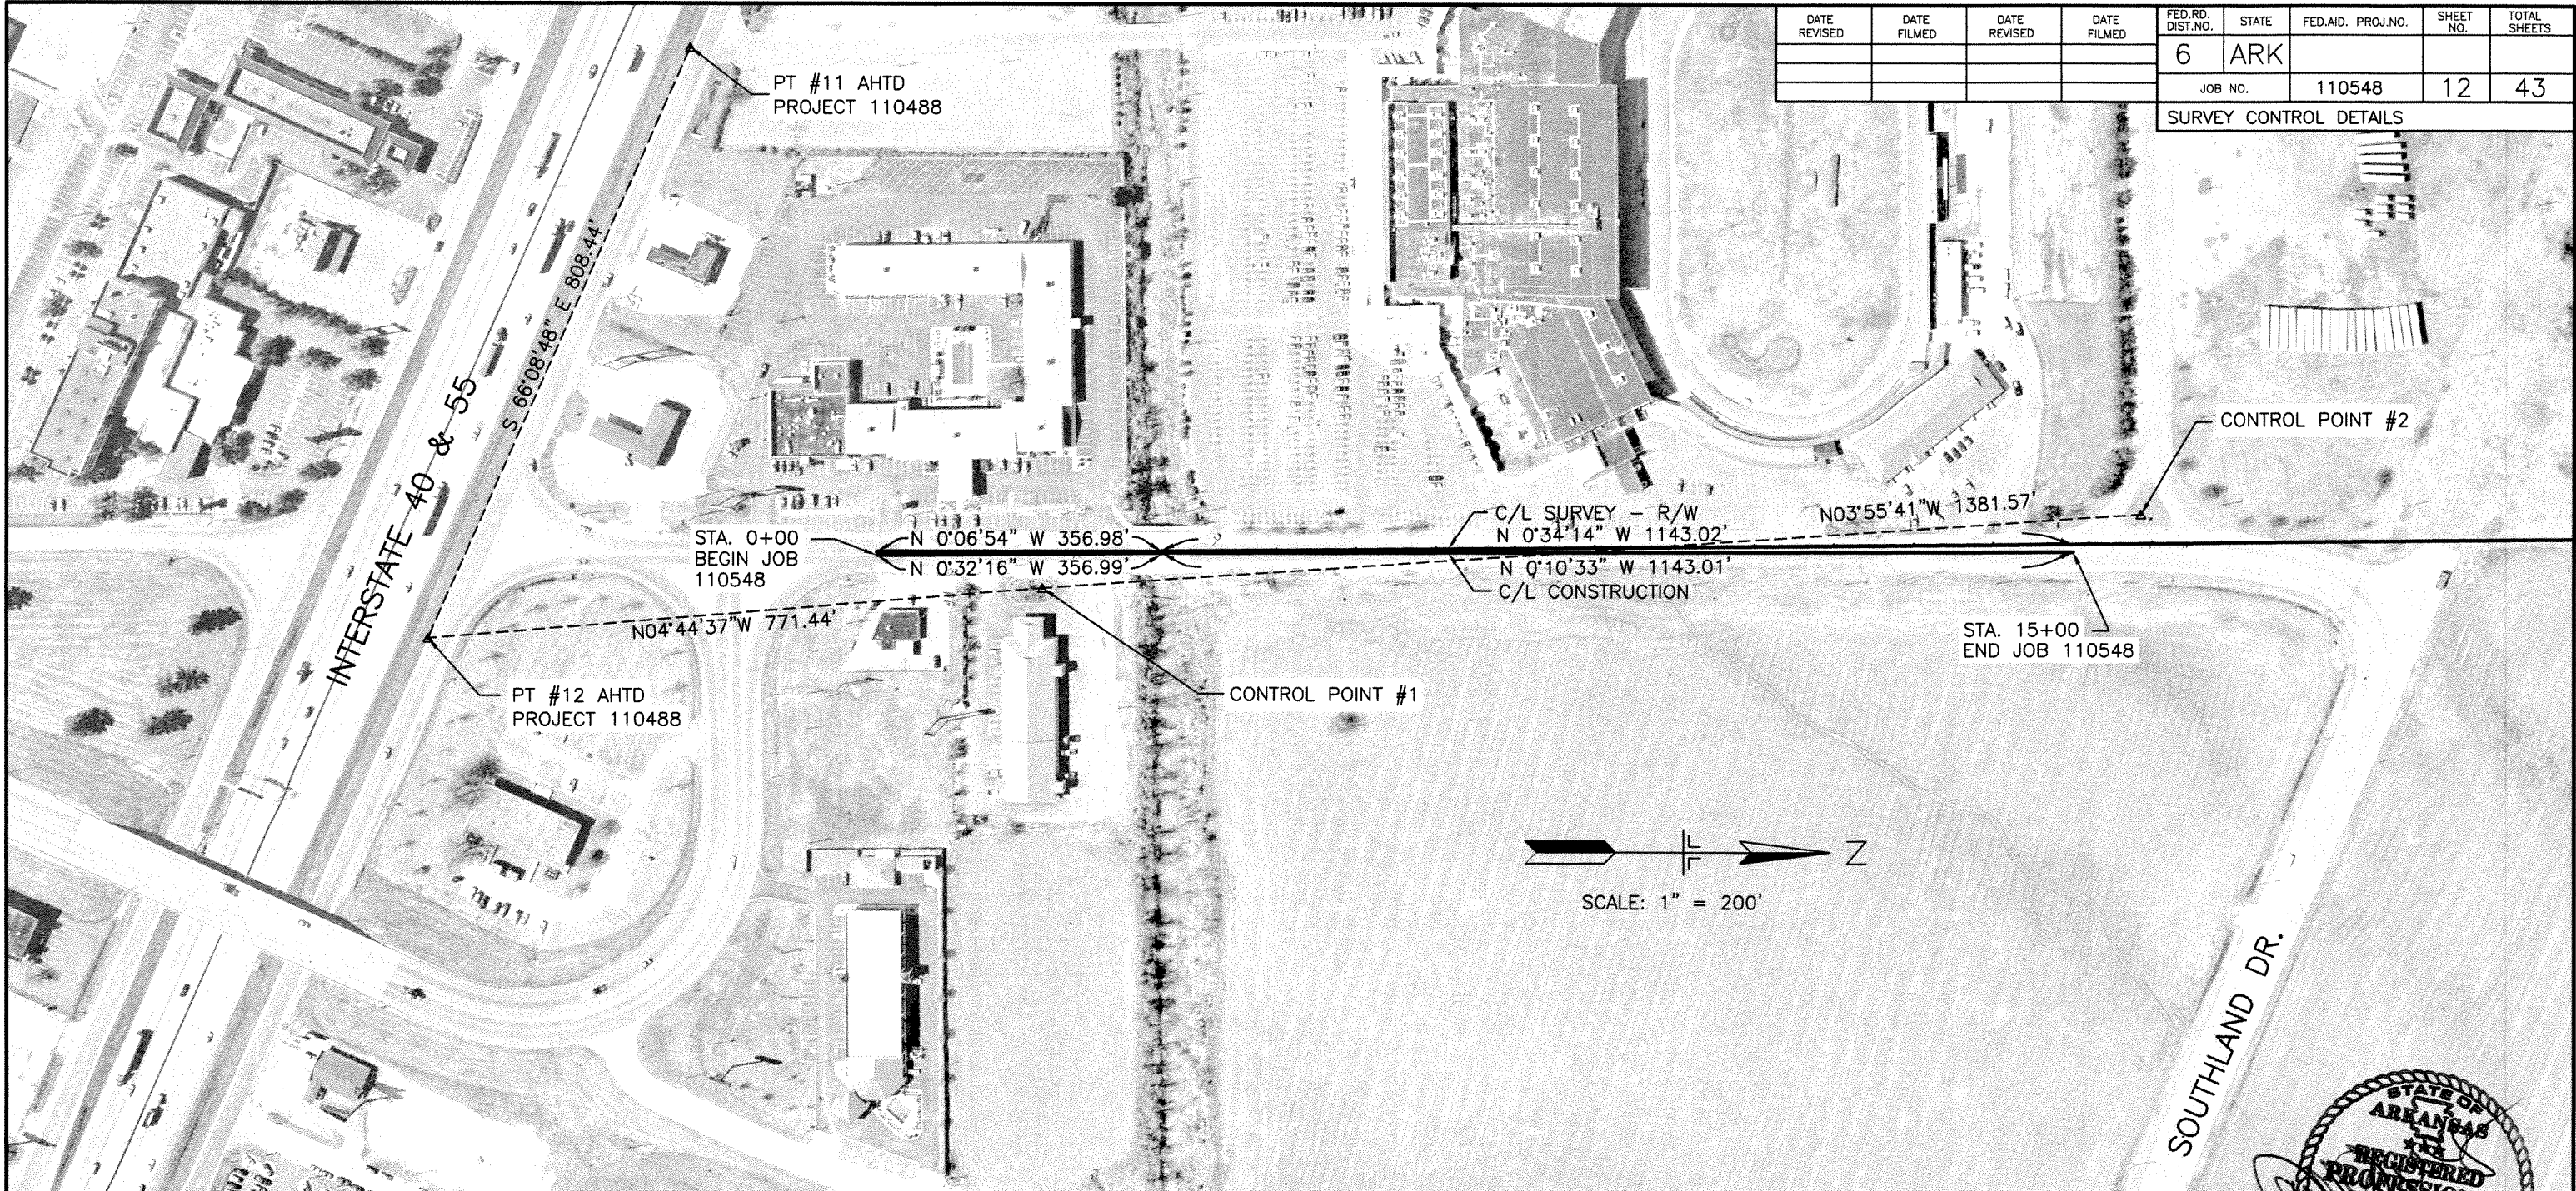 DATE REVISED
DATE FILMED
DATE REVISED
DATE FILMED
FED.RD. DIST.NO.
STATE
FED.AID. PROJ.NO.
SHEET NO.
TOTAL SHEETS
6
ARK
JOB NO.
110548
12
43
SURVEY CONTROL DETAILS
PT #11 AHTD
PROJECT 110488
S 66°08'48" E 808.44'
INTERSTATE 40 & 55
CONTROL POINT #2
STA. 0+00
BEGIN JOB
110548
N 0°06'54" W 356.98'
N 0°32'16" W 356.99'
C/L SURVEY - R/W
N 0°34'14" W 1143.02'
N 0°10'33" W 1143.01'
C/L CONSTRUCTION
N03°55'41"W 1381.57'
N04°44'37"W 771.44'
STA. 15+00
END JOB 110548
PT #12 AHTD
PROJECT 110488
CONTROL POINT #1
Z
SCALE: 1" = 200'
SOUTHLAND DR.
STATE OF
ARKANSAS
REGISTERED